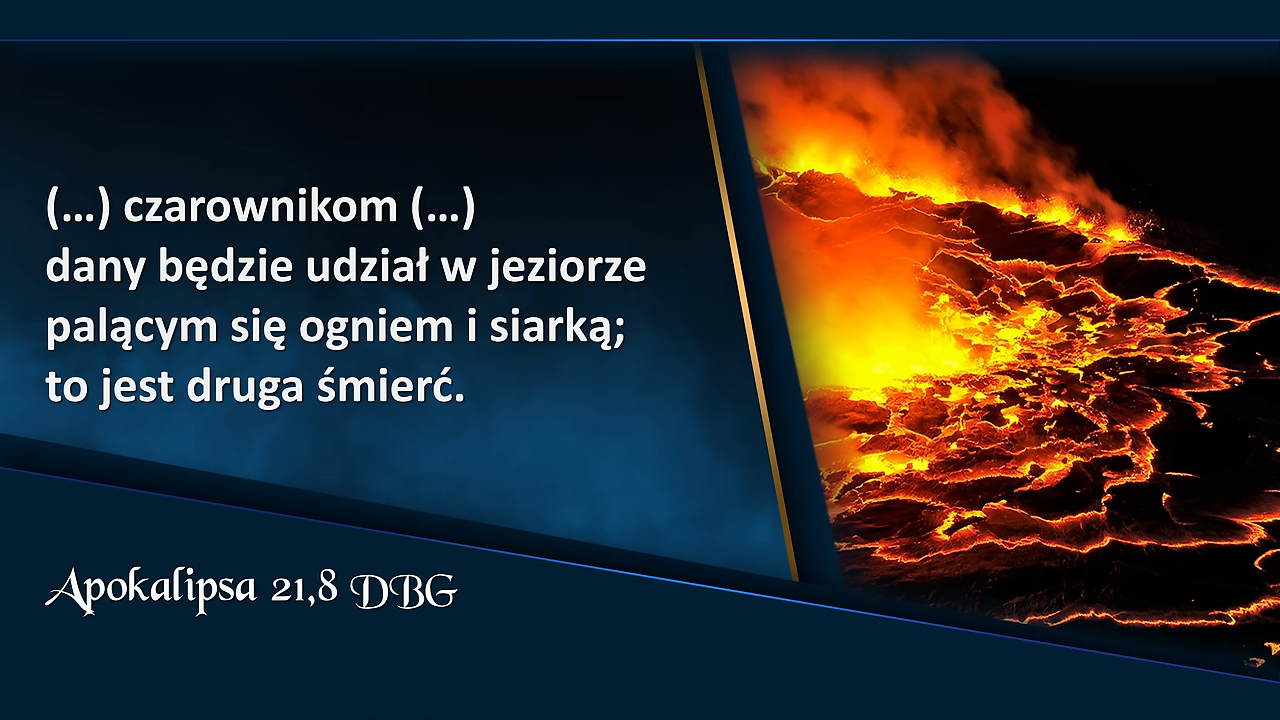 (...) czarownikom (...)
dany będzie udział w jeziorze
palącym się ogniem i siarką;
to jest druga śmierć.
Apokalipsa 21,8 DBG